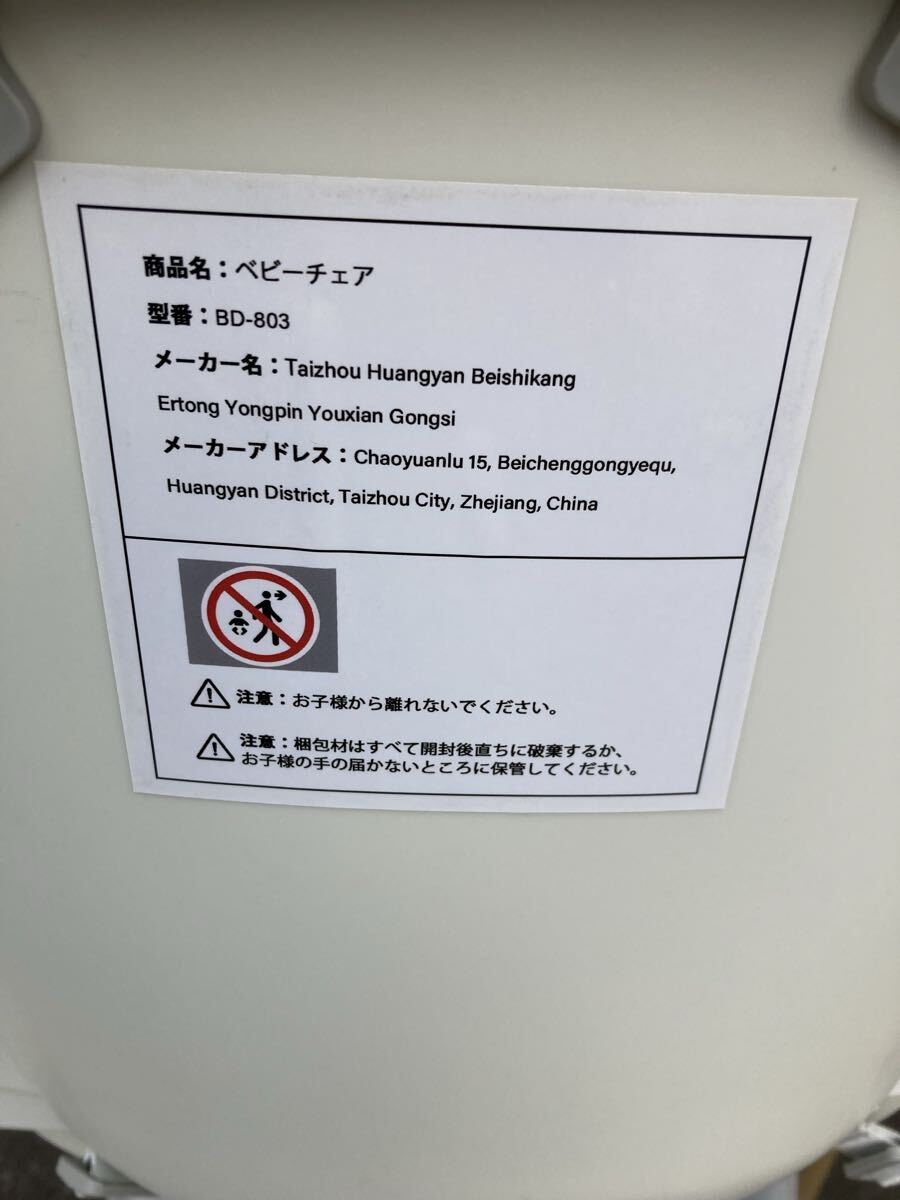 商品名：ベビーチェア
型番：BD-803
メーカー名：Taizhou Huangyan Beishikang
Ertong Yongpin Youxian Gongsi
メーカーアドレス：Chaoyuanlu 15, Beichenggongyequ,
Huangyan District, Taizhou City, Zhejiang, China
注意：お子様から離れないでください。
注意：梱包材はすべて開封後直ちに破棄するか、
お子様の手の届かないところに保管してください。